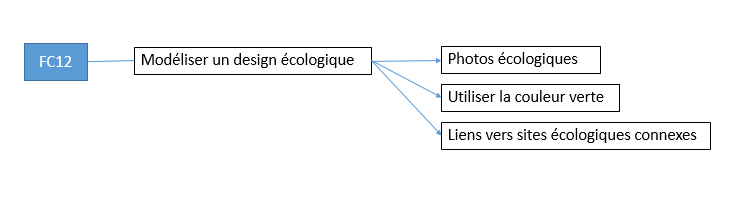 FC12
Modéliser un design écologique
Photos écologiques
Utiliser la couleur verte
Liens vers sites écologiques connexes